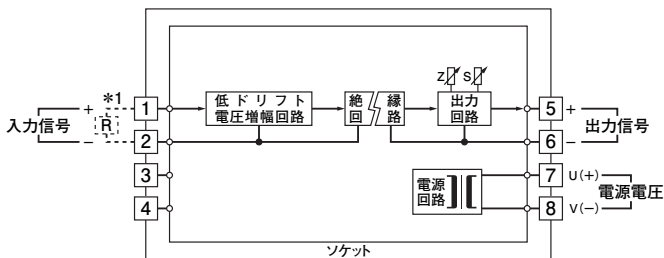 Z S
*1
1
+
入力信号
R
−
2
3
4
低ドリフト
電圧増幅回路
絶縁
回路
出力
回路
5 +
出力信号
6 −
電源
回路
7 U(+)
電源電圧
8 V(−)
ソケット